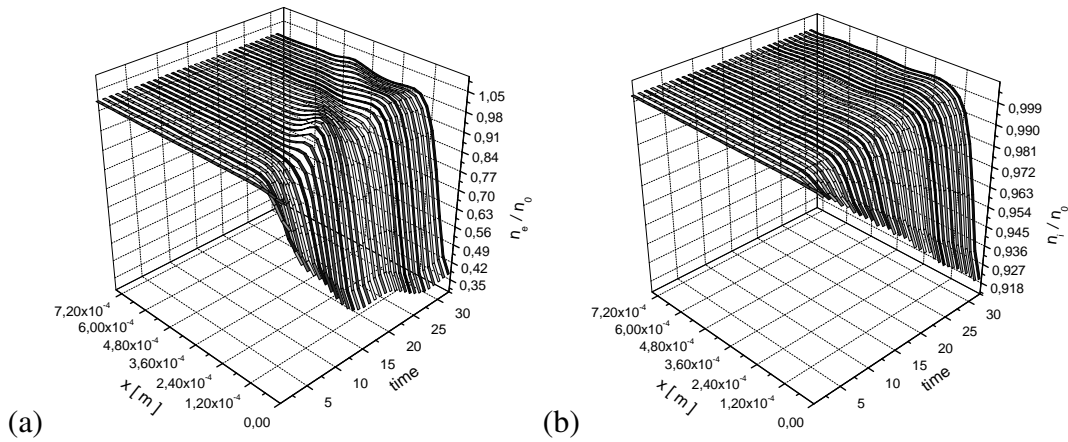 1,05
0,98
0,91
0,84
0,77
0,70
0,63
0,56
0,49
0,42
0,35
n_e / n_0
7,20x10^-4
6,00x10^-4
4,80x10^-4
3,60x10^-4
2,40x10^-4
1,20x10^-4
0,00
x [ m ]
5
10
15
20
25
30
time
(a)
0,999
0,990
0,981
0,972
0,963
0,954
0,945
0,936
0,927
0,918
n_i / n_0
7,20x10^-4
6,00x10^-4
4,80x10^-4
3,60x10^-4
2,40x10^-4
1,20x10^-4
0,00
x [ m ]
5
10
15
20
25
30
time
(b)